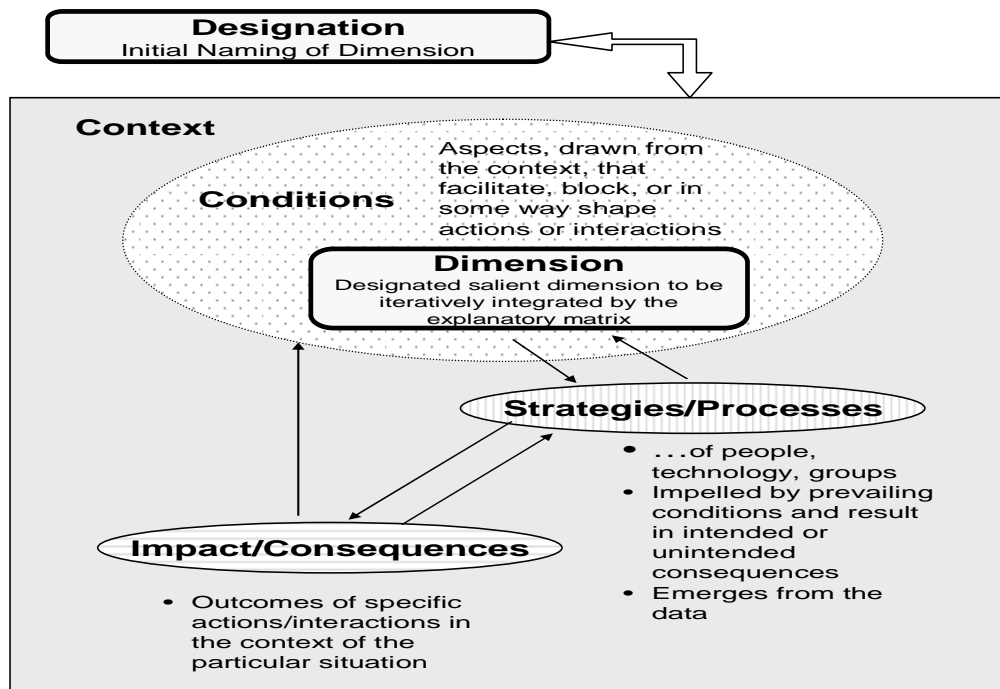 Designation
Initial Naming of Dimension
Context
Aspects, drawn from
the context, that
facilitate, block, or in
some way shape
actions or interactions
Conditions
Dimension
Designated salient dimension to be
iteratively integrated by the
explanatory matrix
Strategies/Processes
• …of people,
technology, groups
• Impelled by prevailing
conditions and result
in intended or
unintended
consequences
• Emerges from the
data
Impact/Consequences
• Outcomes of specific
actions/interactions in
the context of the
particular situation